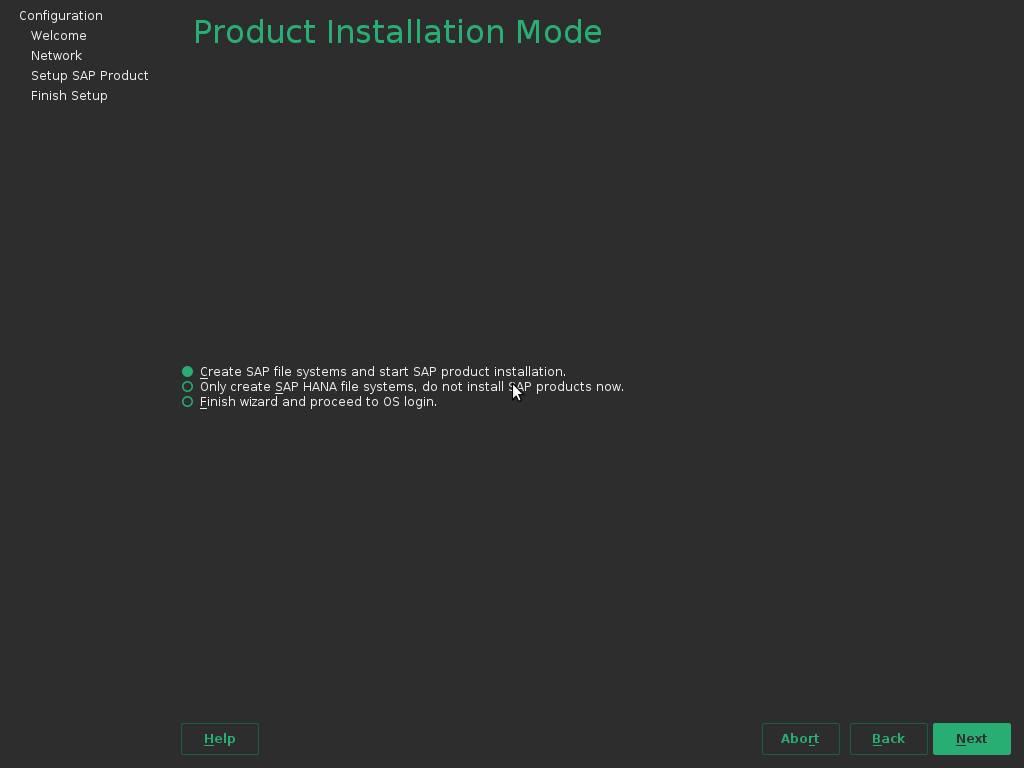 Configuration
Welcome
Network
Setup SAP Product
Finish Setup
Product Installation Mode
Create SAP file systems and start SAP product installation.
Only create SAP HANA file systems, do not install SAP products now.
Finish wizard and proceed to OS login.
Help
Abort
Back
Next